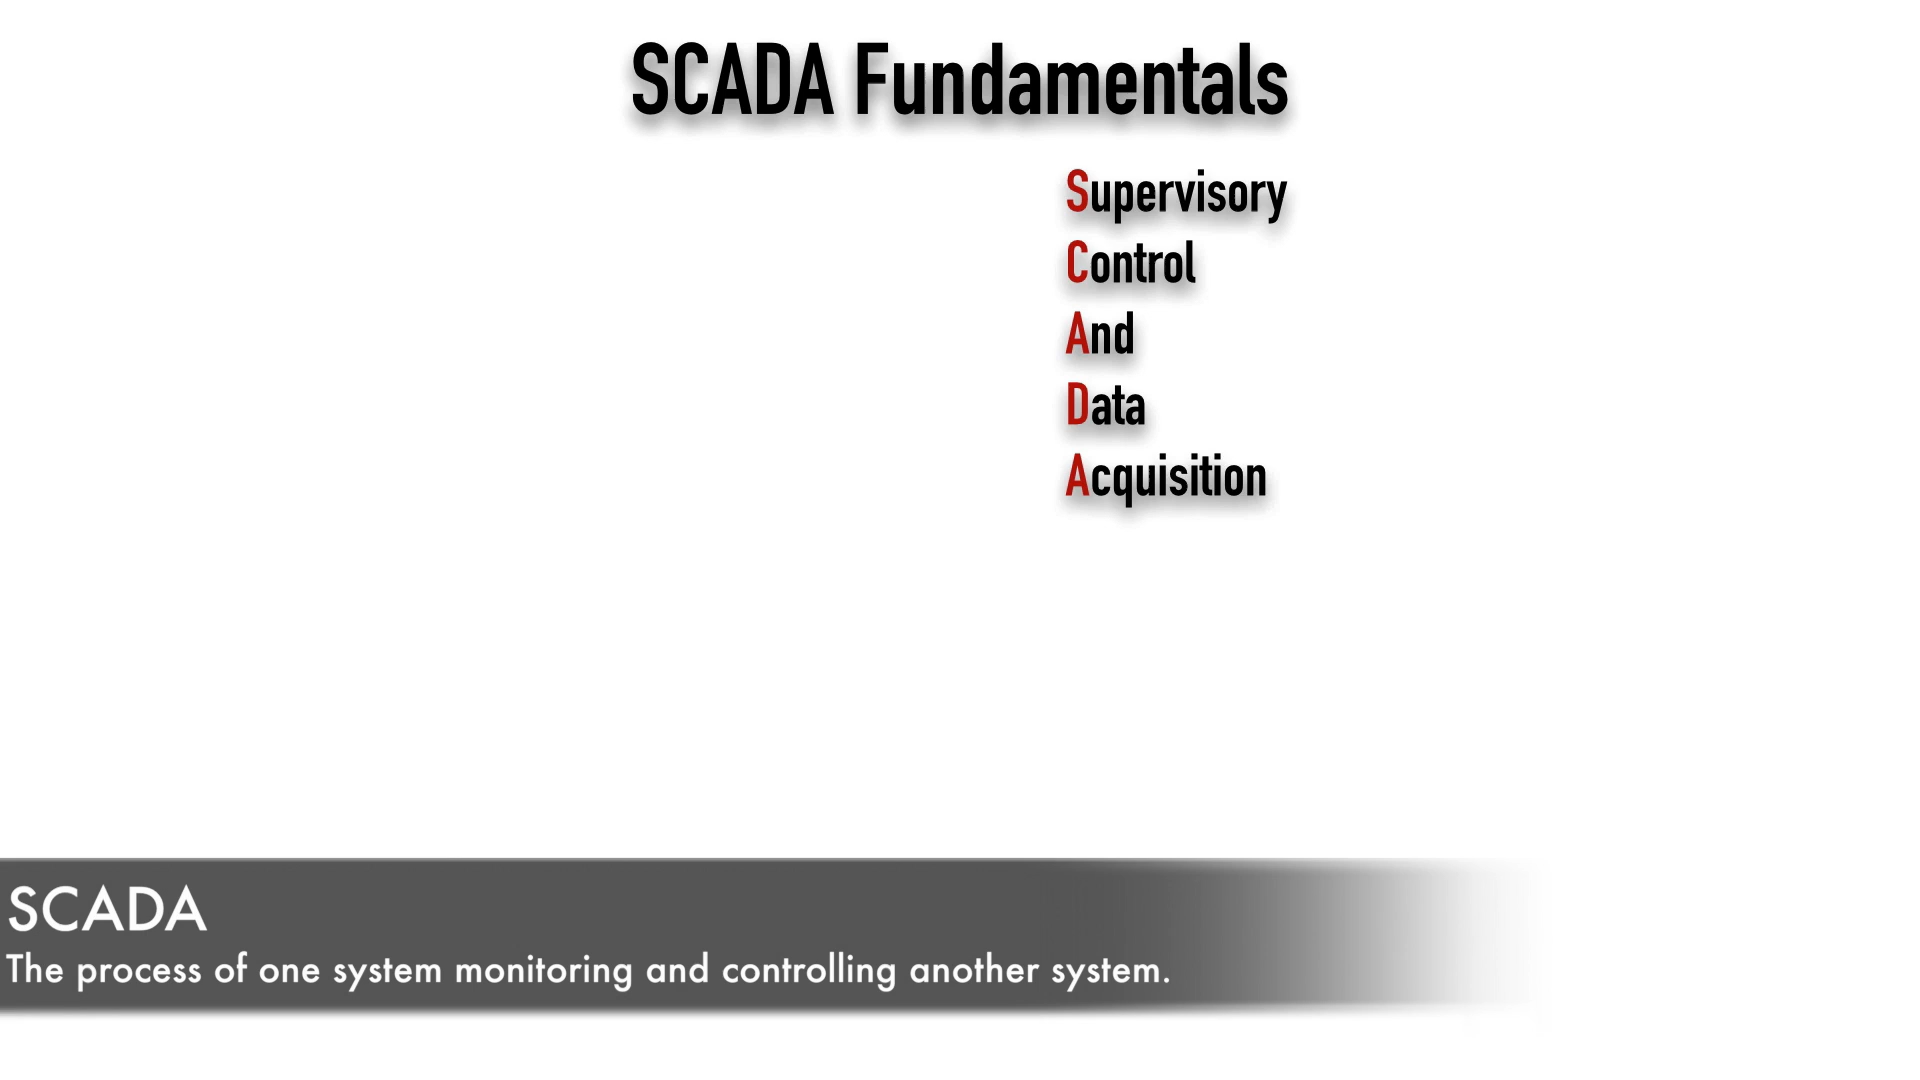 SCADA Fundamentals
Supervisory
Control
And
Data
Acquisition
SCADA
The process of one system monitoring and controlling another system.